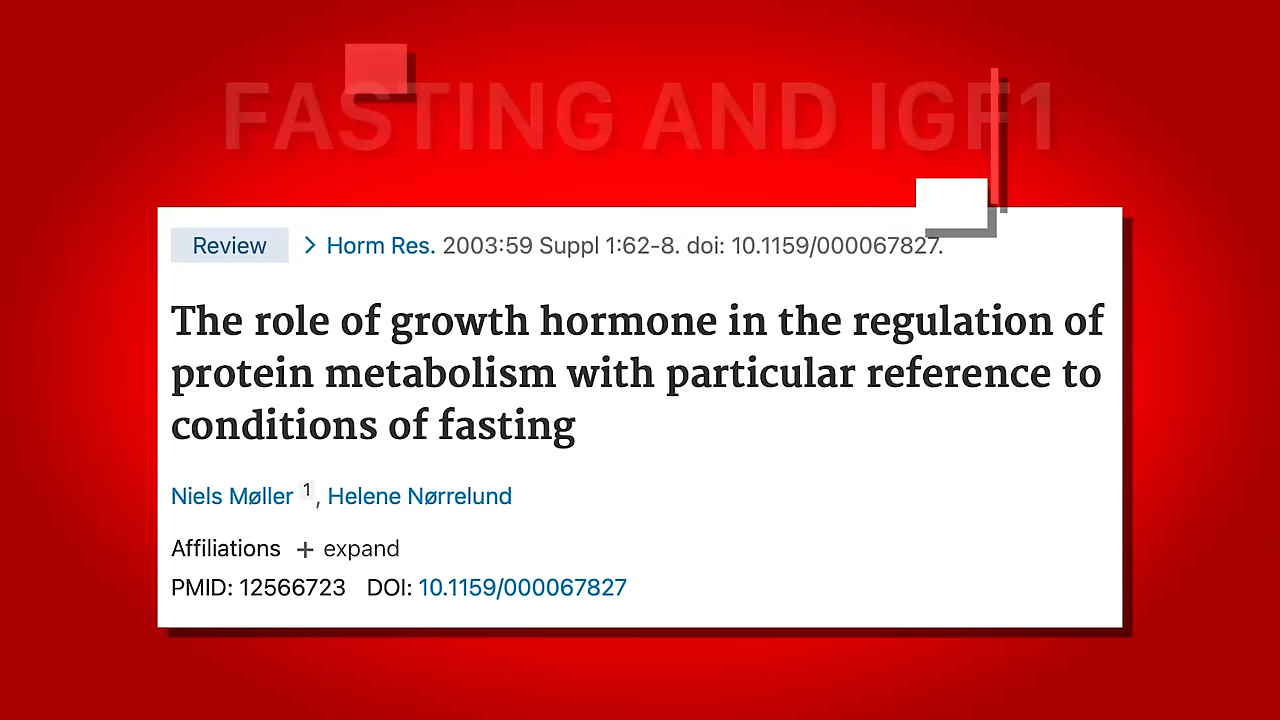 FASTING AND IGF1
Review > Horm Res. 2003:59 Suppl 1:62-8. doi: 10.1159/000067827.
The role of growth hormone in the regulation of
protein metabolism with particular reference to
conditions of fasting
Niels Møller 1, Helene Nørrelund
Affiliations + expand
PMID: 12566723 DOI: 10.1159/000067827